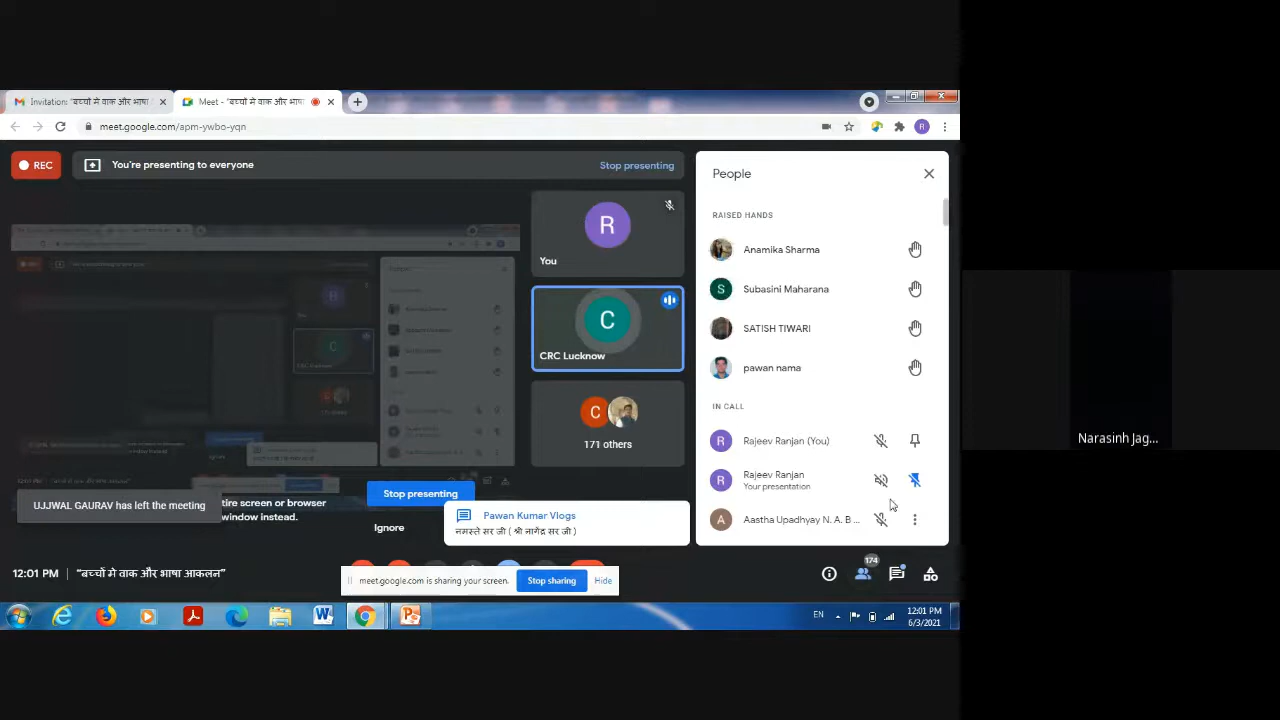 Invitation: "बच्चों में वाक और भाषा
Meet - "बच्चों में वाक और भाषा
meet.google.com/apm-ywbo-yqn
REC
You're presenting to everyone
Stop presenting
People
RAISED HANDS
Anamika Sharma
Subasini Maharana
SATISH TIWARI
pawan nama
IN CALL
Rajeev Ranjan (You)
Rajeev Ranjan
Your presentation
Aastha Upadhyay N. A. B ...
R
You
C
CRC Lucknow
C
171 others
UJJWAL GAURAV has left the meeting
tire screen or browser
window instead.
Stop presenting
Ignore
Pawan Kumar Vlogs
नमस्ते सर जी ( श्री नागेंद्र सर जी )
12:01 PM | "बच्चों मे वाक और भाषा आकलन"
meet.google.com is sharing your screen.
Stop sharing
Hide
174
EN
12:01 PM
6/3/2021
Narasinh Jag...